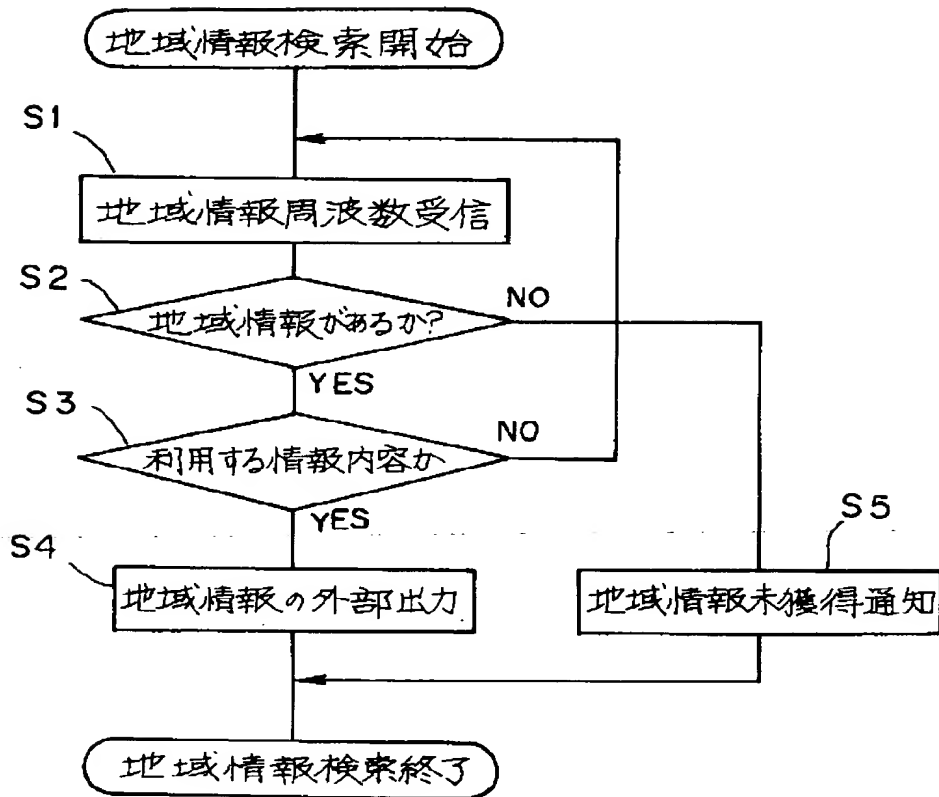 地域情報検索開始
S1
地域情報周波数受信
S2
地域情報があるか?
NO
YES
S3
利用する情報内容か
NO
YES
S4
地域情報の外部出力
S5
地域情報未獲得通知
地域情報検索終了